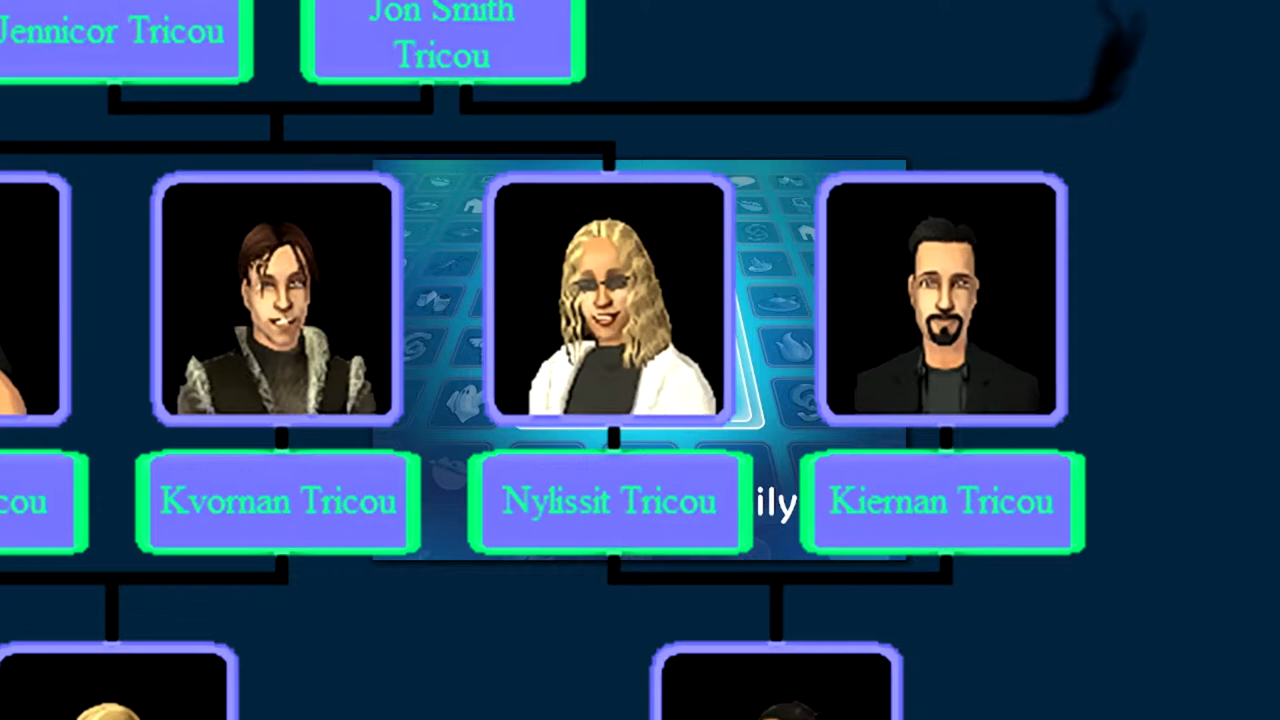 Jennicor Tricou
Jon Smith
Tricou
cou
Kvornan Tricou
Nylissit Tricou
ily
Kiernan Tricou